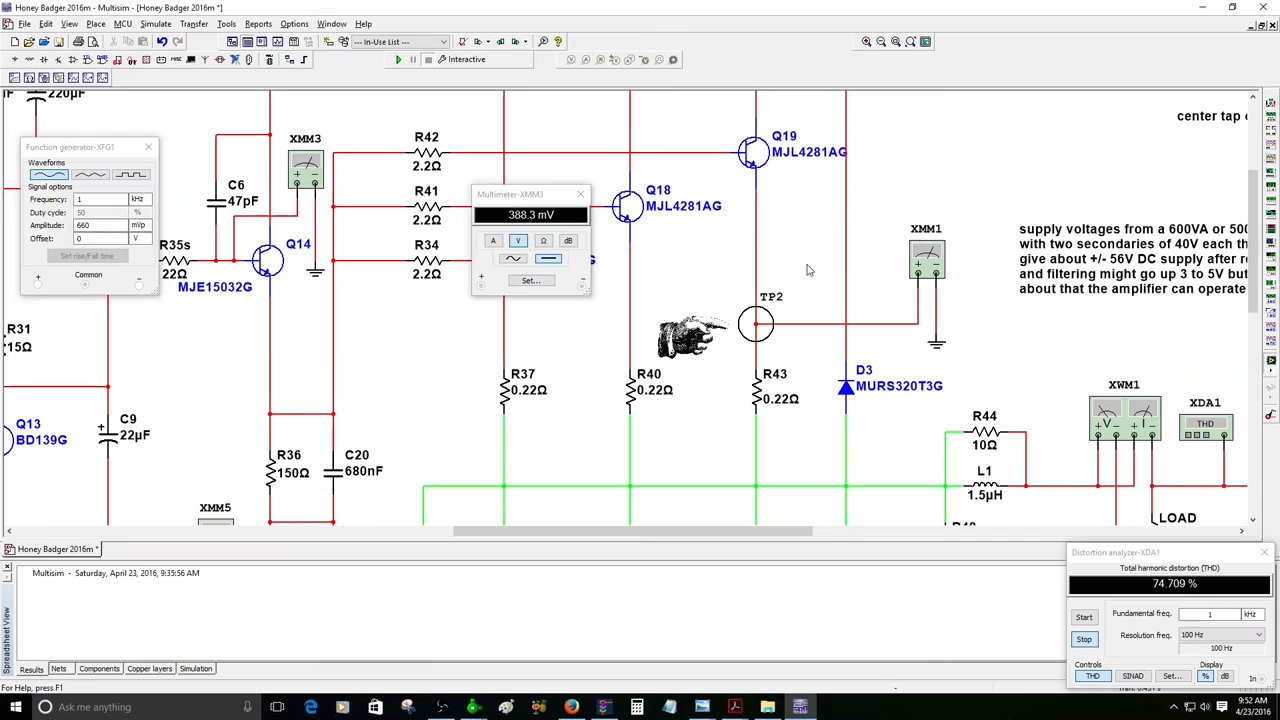 Honey Badger 2016m - Multisim - [Honey Badger 2016m *]
File Edit View Place MCU Simulate Transfer Tools Reports Options Window Help
--- In-Use List ---
Interactive
220µF
center tap o
Function generator-XFG1
Waveforms
Signal options
Frequency: 1 kHz
Duty cycle: 50 %
Amplitude: 660 mVp
Offset: 0 V
Set rise/Fall time
Common
+ -
XMM3
C6
47pF
R35s
22Ω
Q14
MJE15032G
R42
2.2Ω
R41
2.2Ω
R34
2.2Ω
Multimeter-XMM3
388.3 mV
A V Ω dB
Set...
Q18
MJL4281AG
Q19
MJL4281AG
XMM1
TP2
supply voltages from a 600VA or 500
with two secondaries of 40V each th
give about +- 56V DC supply after re
and filtering might go up 3 to 5V but
about that the amplifier can operate
R31
15Ω
R37
0.22Ω
R40
0.22Ω
R43
0.22Ω
D3
MURS320T3G
XWM1
XDA1
V I
THD
Q13
BD139G
C9
22µF
R44
10Ω
L1
1.5µH
R36
150Ω
C20
680nF
XMM5
LOAD
Honey Badger 2016m *
Multisim - Saturday, April 23, 2016, 9:35:56 AM
Spreadsheet View
Results Nets Components Copper layers Simulation
For Help, press F1
Distortion analyzer-XDA1
Total harmonic distortion (THD)
74.709 %
Start
Stop
Fundamental freq. 1 kHz
Resolution freq. 100 Hz
100 Hz
Controls Display
THD SINAD Set... % dB In
Ask me anything
9:52 AM
4/23/2016